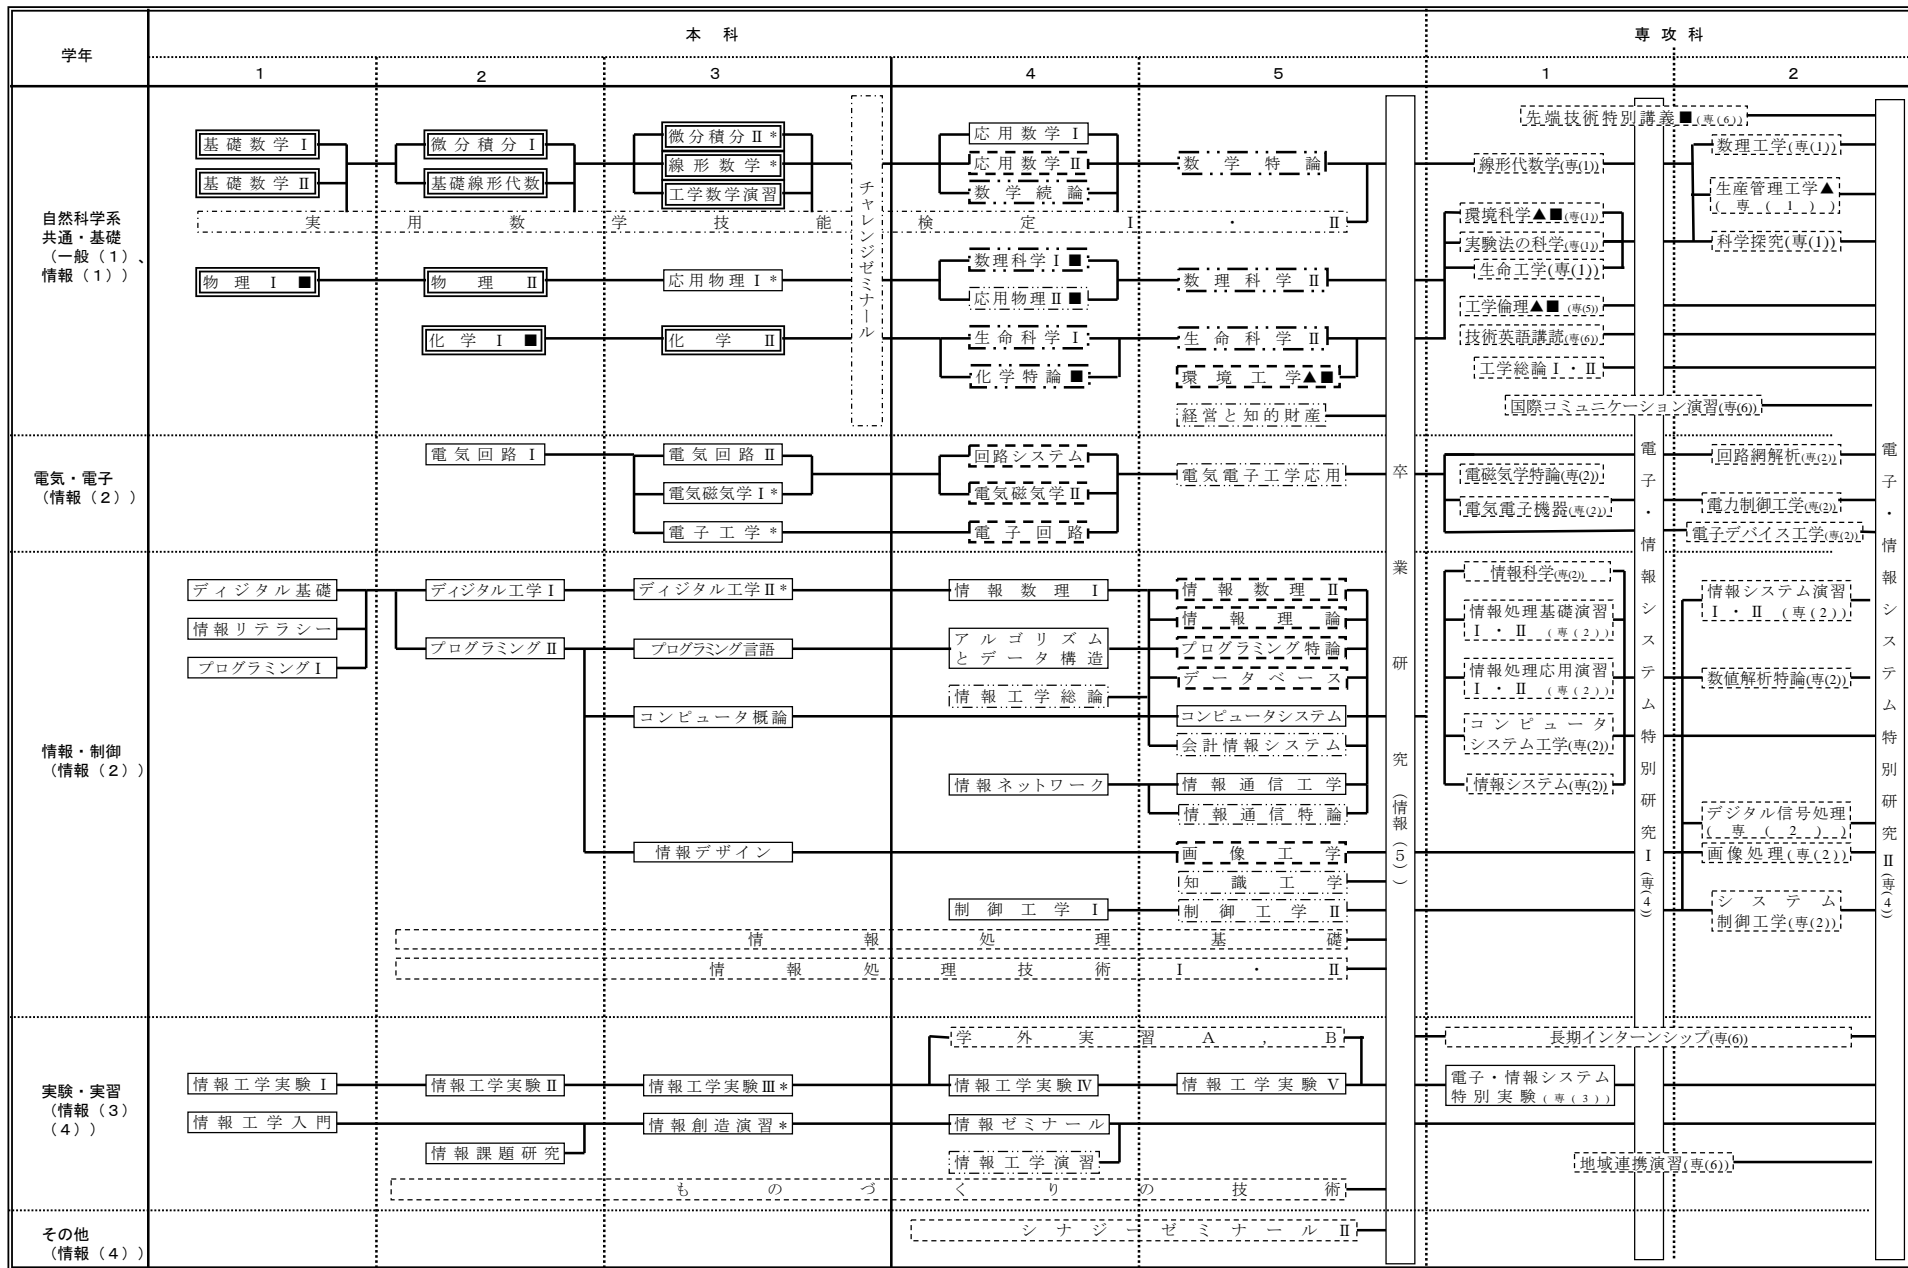 学年
本 科
専 攻 科
1
2
3
4
5
1
2
自然科学系
共通・基礎
（一般（1）、
情報（1））
基礎数学Ⅰ
基礎数学Ⅱ
微分積分Ⅰ
基礎線形代数
微分積分Ⅱ*
線形数学*
工学数学演習
チャレンジゼミナール
応用数学Ⅰ
応用数学Ⅱ
数学続論
数学特論
実用数学技能検定Ⅰ・Ⅱ
物理Ⅰ■
物理Ⅱ
応用物理Ⅰ*
数理科学Ⅰ■
応用物理Ⅱ■
数理科学Ⅱ
化学Ⅰ■
化学Ⅱ
生命科学Ⅰ
化学特論■
生命科学Ⅱ
環境工学▲■
経営と知的財産
先端技術特別講義■(専(6))
線形代数学(専(1))
数理工学(専(1))
生産管理工学▲
(専(1))
環境科学▲■(専(1))
実験法の科学(専(1))
生命工学(専(1))
科学探究(専(1))
工学倫理▲■(専(5))
技術英語講読(専(6))
工学総論Ⅰ・Ⅱ
国際コミュニケーション演習(専(6))
電気・電子
（情報（2））
電気回路Ⅰ
電気回路Ⅱ
電気磁気学Ⅰ*
電子工学*
回路システム
電気磁気学Ⅱ
電子回路
電気電子工学応用
電磁気学特論(専(2))
電気電子機器(専(2))
回路網解析(専(2))
電力制御工学(専(2))
電子デバイス工学(専(2))
卒業研究（情報（5））
電子・情報システム特別研究Ⅰ(専(4))
電子・情報システム特別研究Ⅱ(専(4))
情報・制御
（情報（2））
ディジタル基礎
情報リテラシー
プログラミングⅠ
ディジタル工学Ⅰ
プログラミングⅡ
ディジタル工学Ⅱ*
プログラミング言語
コンピュータ概論
情報デザイン
情報数理Ⅰ
アルゴリズム
とデータ構造
情報工学総論
情報ネットワーク
制御工学Ⅰ
情報数理Ⅱ
情報理論
プログラミング特論
データベース
コンピュータシステム
会計情報システム
情報通信工学
情報通信特論
画像工学
知識工学
制御工学Ⅱ
情報処理基礎
情報処理技術Ⅰ・Ⅱ
情報科学(専(2))
情報処理基礎演習
Ⅰ・Ⅱ(専(2))
情報処理応用演習
Ⅰ・Ⅱ(専(2))
コンピュータ
システム工学(専(2))
情報システム(専(2))
情報システム演習
Ⅰ・Ⅱ(専(2))
数値解析特論(専(2))
デジタル信号処理
(専(2))
画像処理(専(2))
システム
制御工学(専(2))
実験・実習
（情報（3）
（4））
学外実習A，B
長期インターンシップ(専(6))
情報工学実験Ⅰ
情報工学実験Ⅱ
情報工学実験Ⅲ*
情報工学実験Ⅳ
情報工学実験Ⅴ
電子・情報システム
特別実験(専(3))
情報工学入門
情報課題研究
情報創造演習*
情報ゼミナール
情報工学演習
地域連携演習(専(6))
ものづくりの技術
その他
（情報（4））
シナジーゼミナールⅡ